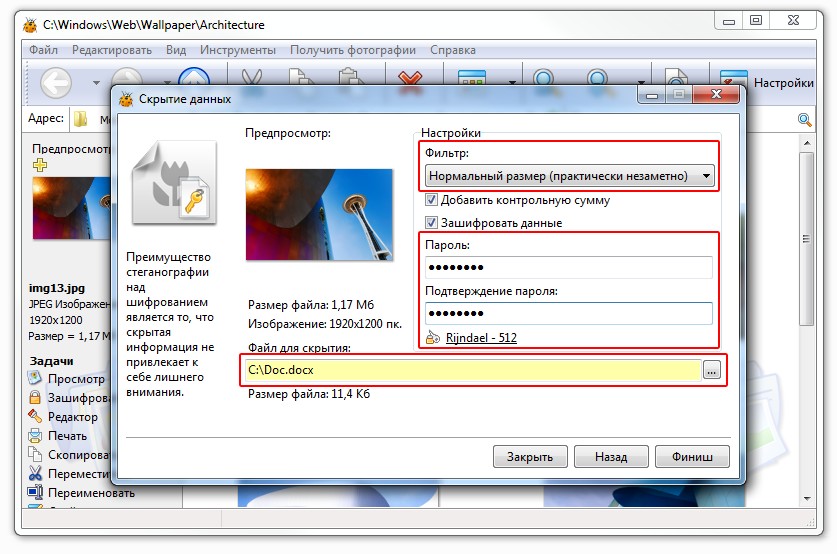 C:\Windows\Web\Wallpaper\Architecture
Файл Редактировать Вид Инструменты Получить фотографии Справка
Настройки
Адрес:
Скрытие данных
Предпросмотр:
img13.jpg
JPEG Изображен
1920x1200
Размер = 1,17 М
Задачи
Просмотр
Зашифрова
Редактор
Печать
Скопироват
Переместит
Переименовать
Преимущество
стеганографии
над
шифрованием
является то, что
скрытая
информация не
привлекает к
себе лишнего
внимания.
Предпросмотр:
Размер файла: 1,17 Мб
Изображение: 1920x1200 пк.
Файл для скрытия:
C:\Doc.docx
...
Размер файла: 11,4 Кб
Настройки
Фильтр:
Нормальный размер (практически незаметно)
Добавить контрольную сумму
Зашифровать данные
Пароль:
●●●●●●●●
Подтверждение пароля:
●●●●●●●●
Rijndael - 512
Закрыть Назад Финиш